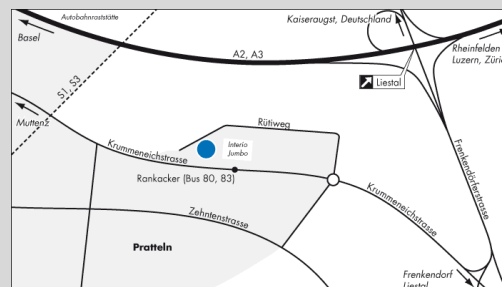 Autobahnraststätte
Kaiseraugst, Deutschland
Basel
A2, A3
Rheinfelden
Luzern, Züri
Liestal
S1, S3
Muttenz
Rütiweg
Interio
Jumbo
Krummeneichstrasse
Rankacker (Bus 80, 83)
Krummeneichstrasse
Frenkendörferstrasse
Zehntenstrasse
Pratteln
Frenkendorf
Liestal